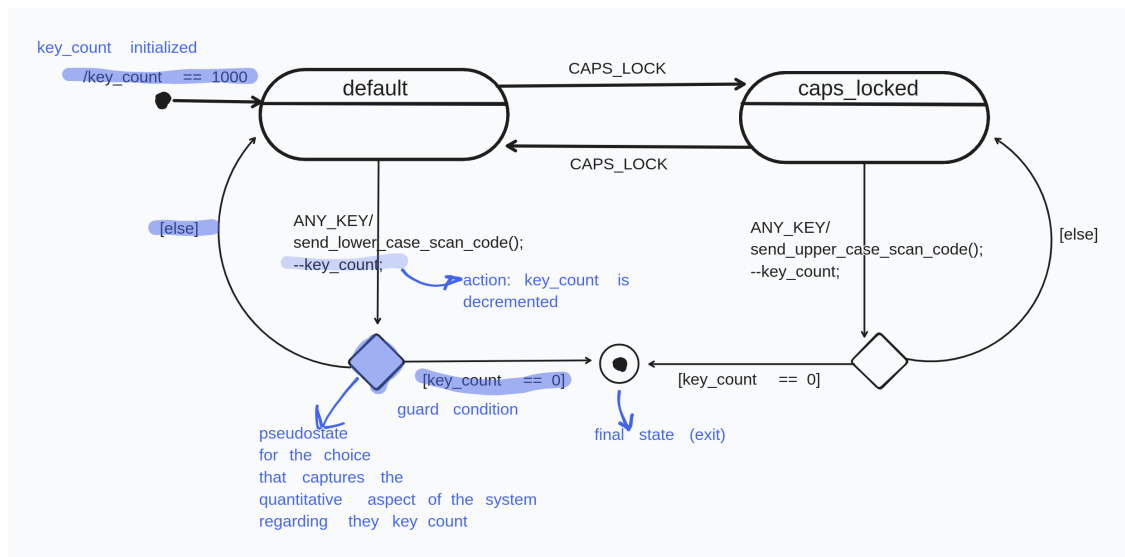 key_count initialized
/key_count == 1000
default
CAPS_LOCK
caps_locked
CAPS_LOCK
[else]
ANY_KEY/
send_lower_case_scan_code();
--key_count;
action: key_count is
decremented
ANY_KEY/
send_upper_case_scan_code();
--key_count;
[else]
[key_count == 0]
guard condition
[key_count == 0]
pseudostate
for the choice
that captures the
quantitative aspect of the system
regarding they key count
final state (exit)